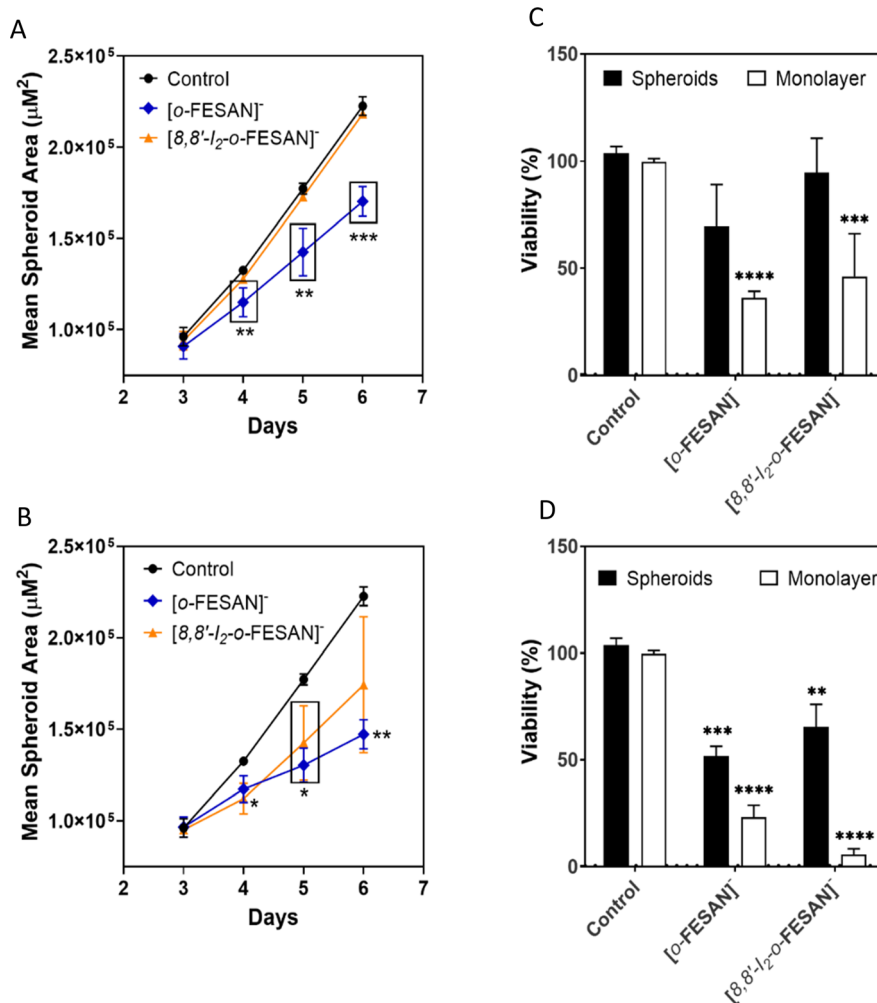 A
Mean Spheroid Area (μM²)
2.5×10⁵
2.0×10⁵
1.5×10⁵
1.0×10⁵
Control
[o-FESAN]⁻
[8,8'-I₂-o-FESAN]⁻
**
**
***
2 3 4 5 6 7
Days
C
Viability (%)
150
100
50
0
Spheroids Monolayer
****
***
Control
[o-FESAN]⁻
[8,8'-I₂-o-FESAN]⁻
B
Mean Spheroid Area (μM²)
2.5×10⁵
2.0×10⁵
1.5×10⁵
1.0×10⁵
Control
[o-FESAN]⁻
[8,8'-I₂-o-FESAN]⁻
*
*
**
2 3 4 5 6 7
Days
D
Viability (%)
150
100
50
0
Spheroids Monolayer
***
****
**
****
Control
[o-FESAN]⁻
[8,8'-I₂-o-FESAN]⁻